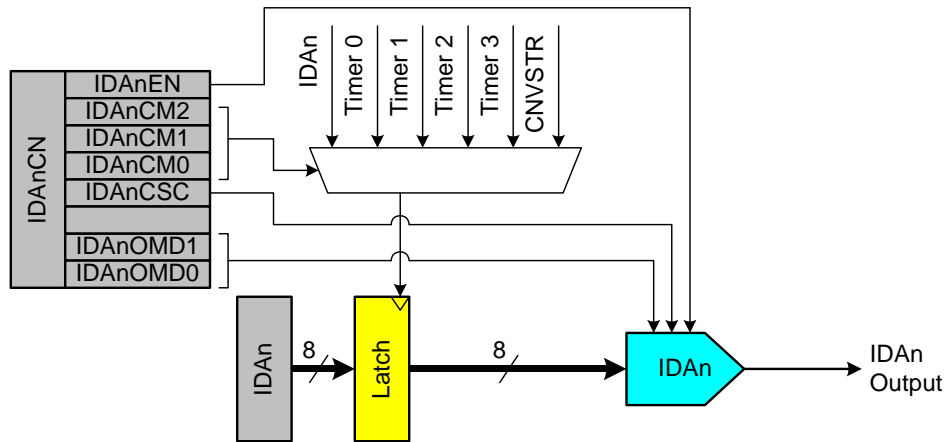 IDAnCN
IDAnEN
IDAnCM2
IDAnCM1
IDAnCM0
IDAnCSC
IDAnOMD1
IDAnOMD0
IDAn
Timer 0
Timer 1
Timer 2
Timer 3
CNVSTR
IDAn
8
Latch
8
IDAn
IDAn
Output